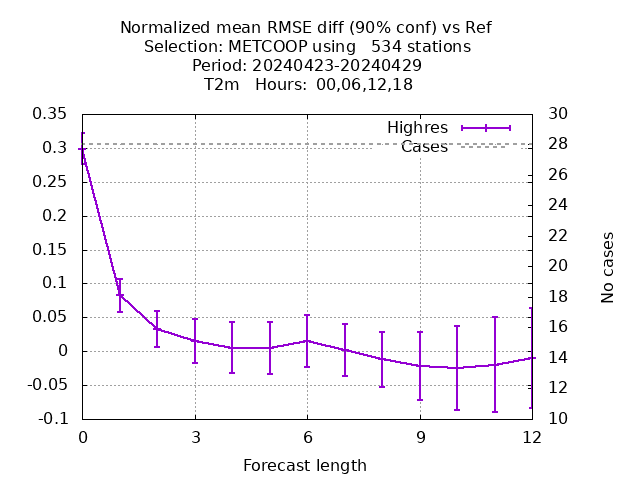 Normalized mean RMSE diff (90% conf) vs Ref
Selection: METCOOP using   534 stations
Period: 20240423-20240429
T2m   Hours:  00,06,12,18
Highres
Cases
0.35
0.3
0.25
0.2
0.15
0.1
0.05
0
-0.05
-0.1
30
28
26
24
22
20
18
16
14
12
10
No cases
0 3 6 9 12
Forecast length